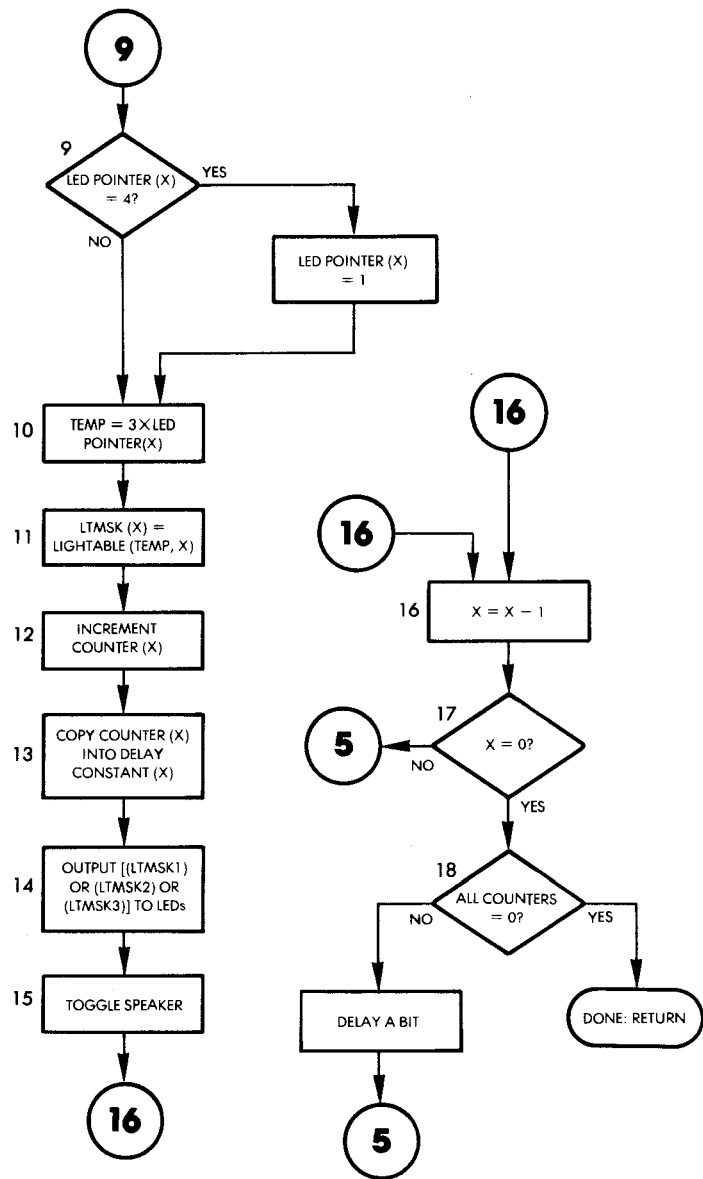 9
9
LED POINTER (X)
= 4?
YES
NO
LED POINTER (X)
= 1
10
TEMP = 3×LED
POINTER(X)
11
LTMSK (X) =
LIGHTABLE (TEMP, X)
12
INCREMENT
COUNTER (X)
13
COPY COUNTER (X)
INTO DELAY
CONSTANT (X)
14
OUTPUT [(LTMSK1)
OR (LTMSK2) OR
(LTMSK3)] TO LEDs
15
TOGGLE SPEAKER
16
16
16
16
X = X − 1
17
X = 0?
NO
5
YES
18
ALL COUNTERS
= 0?
NO
YES
DELAY A BIT
DONE: RETURN
5